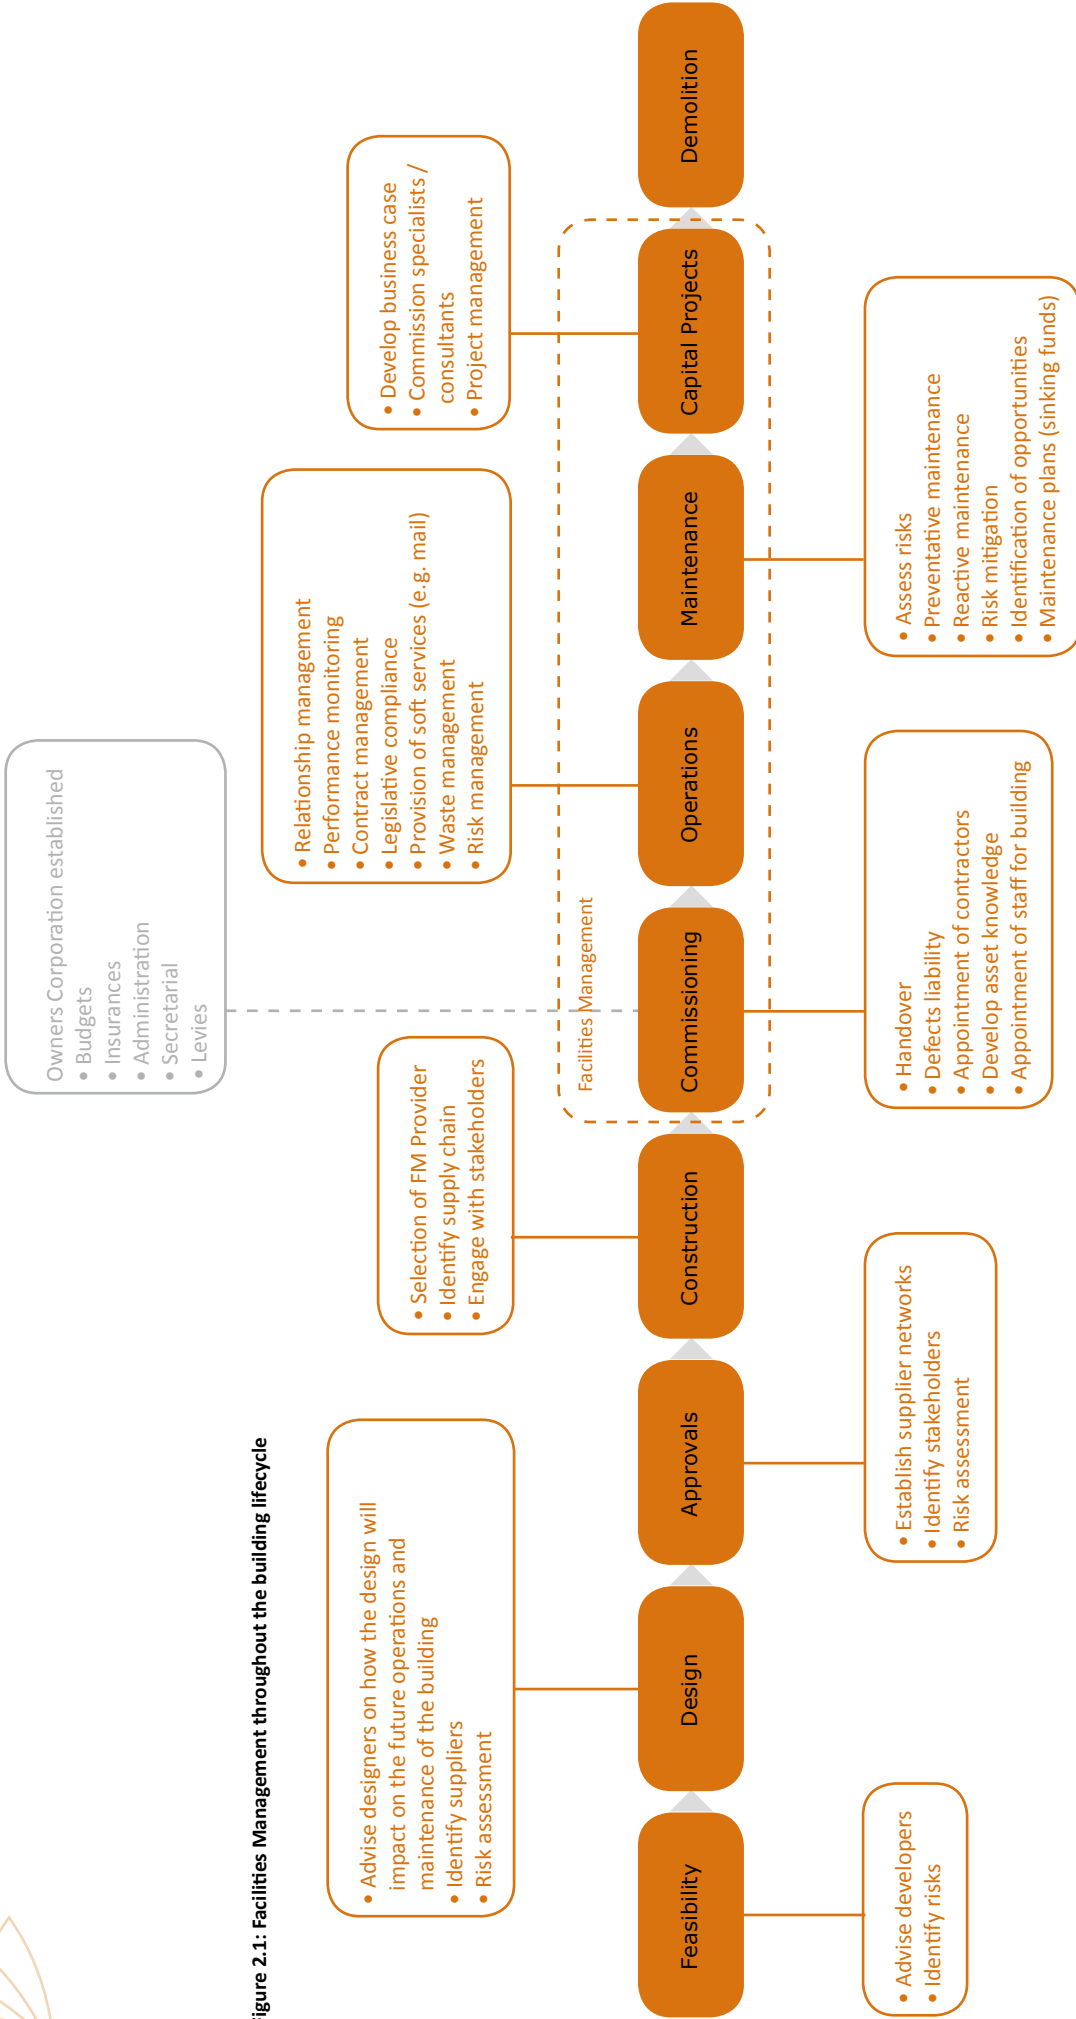 Figure 2.1: Facilities Management throughout the building lifecycle
Owners Corporation established
• Budgets
• Insurances
• Administration
• Secretarial
• Levies
• Advise designers on how the design will
impact on the future operations and
maintenance of the building
• Identify suppliers
• Risk assessment
• Selection of FM Provider
• Identify supply chain
• Engage with stakeholders
• Relationship management
• Performance monitoring
• Contract management
• Legislative compliance
• Provision of soft services (e.g. mail)
• Waste management
• Risk management
• Develop business case
• Commission specialists /
consultants
• Project management
Facilities Management
Feasibility
Design
Approvals
Construction
Commissioning
Operations
Maintenance
Capital Projects
Demolition
• Advise developers
• Identify risks
• Establish supplier networks
• Identify stakeholders
• Risk assessment
• Handover
• Defects liability
• Appointment of contractors
• Develop asset knowledge
• Appointment of staff for building
• Assess risks
• Preventative maintenance
• Reactive maintenance
• Risk mitigation
• Identification of opportunities
• Maintenance plans (sinking funds)